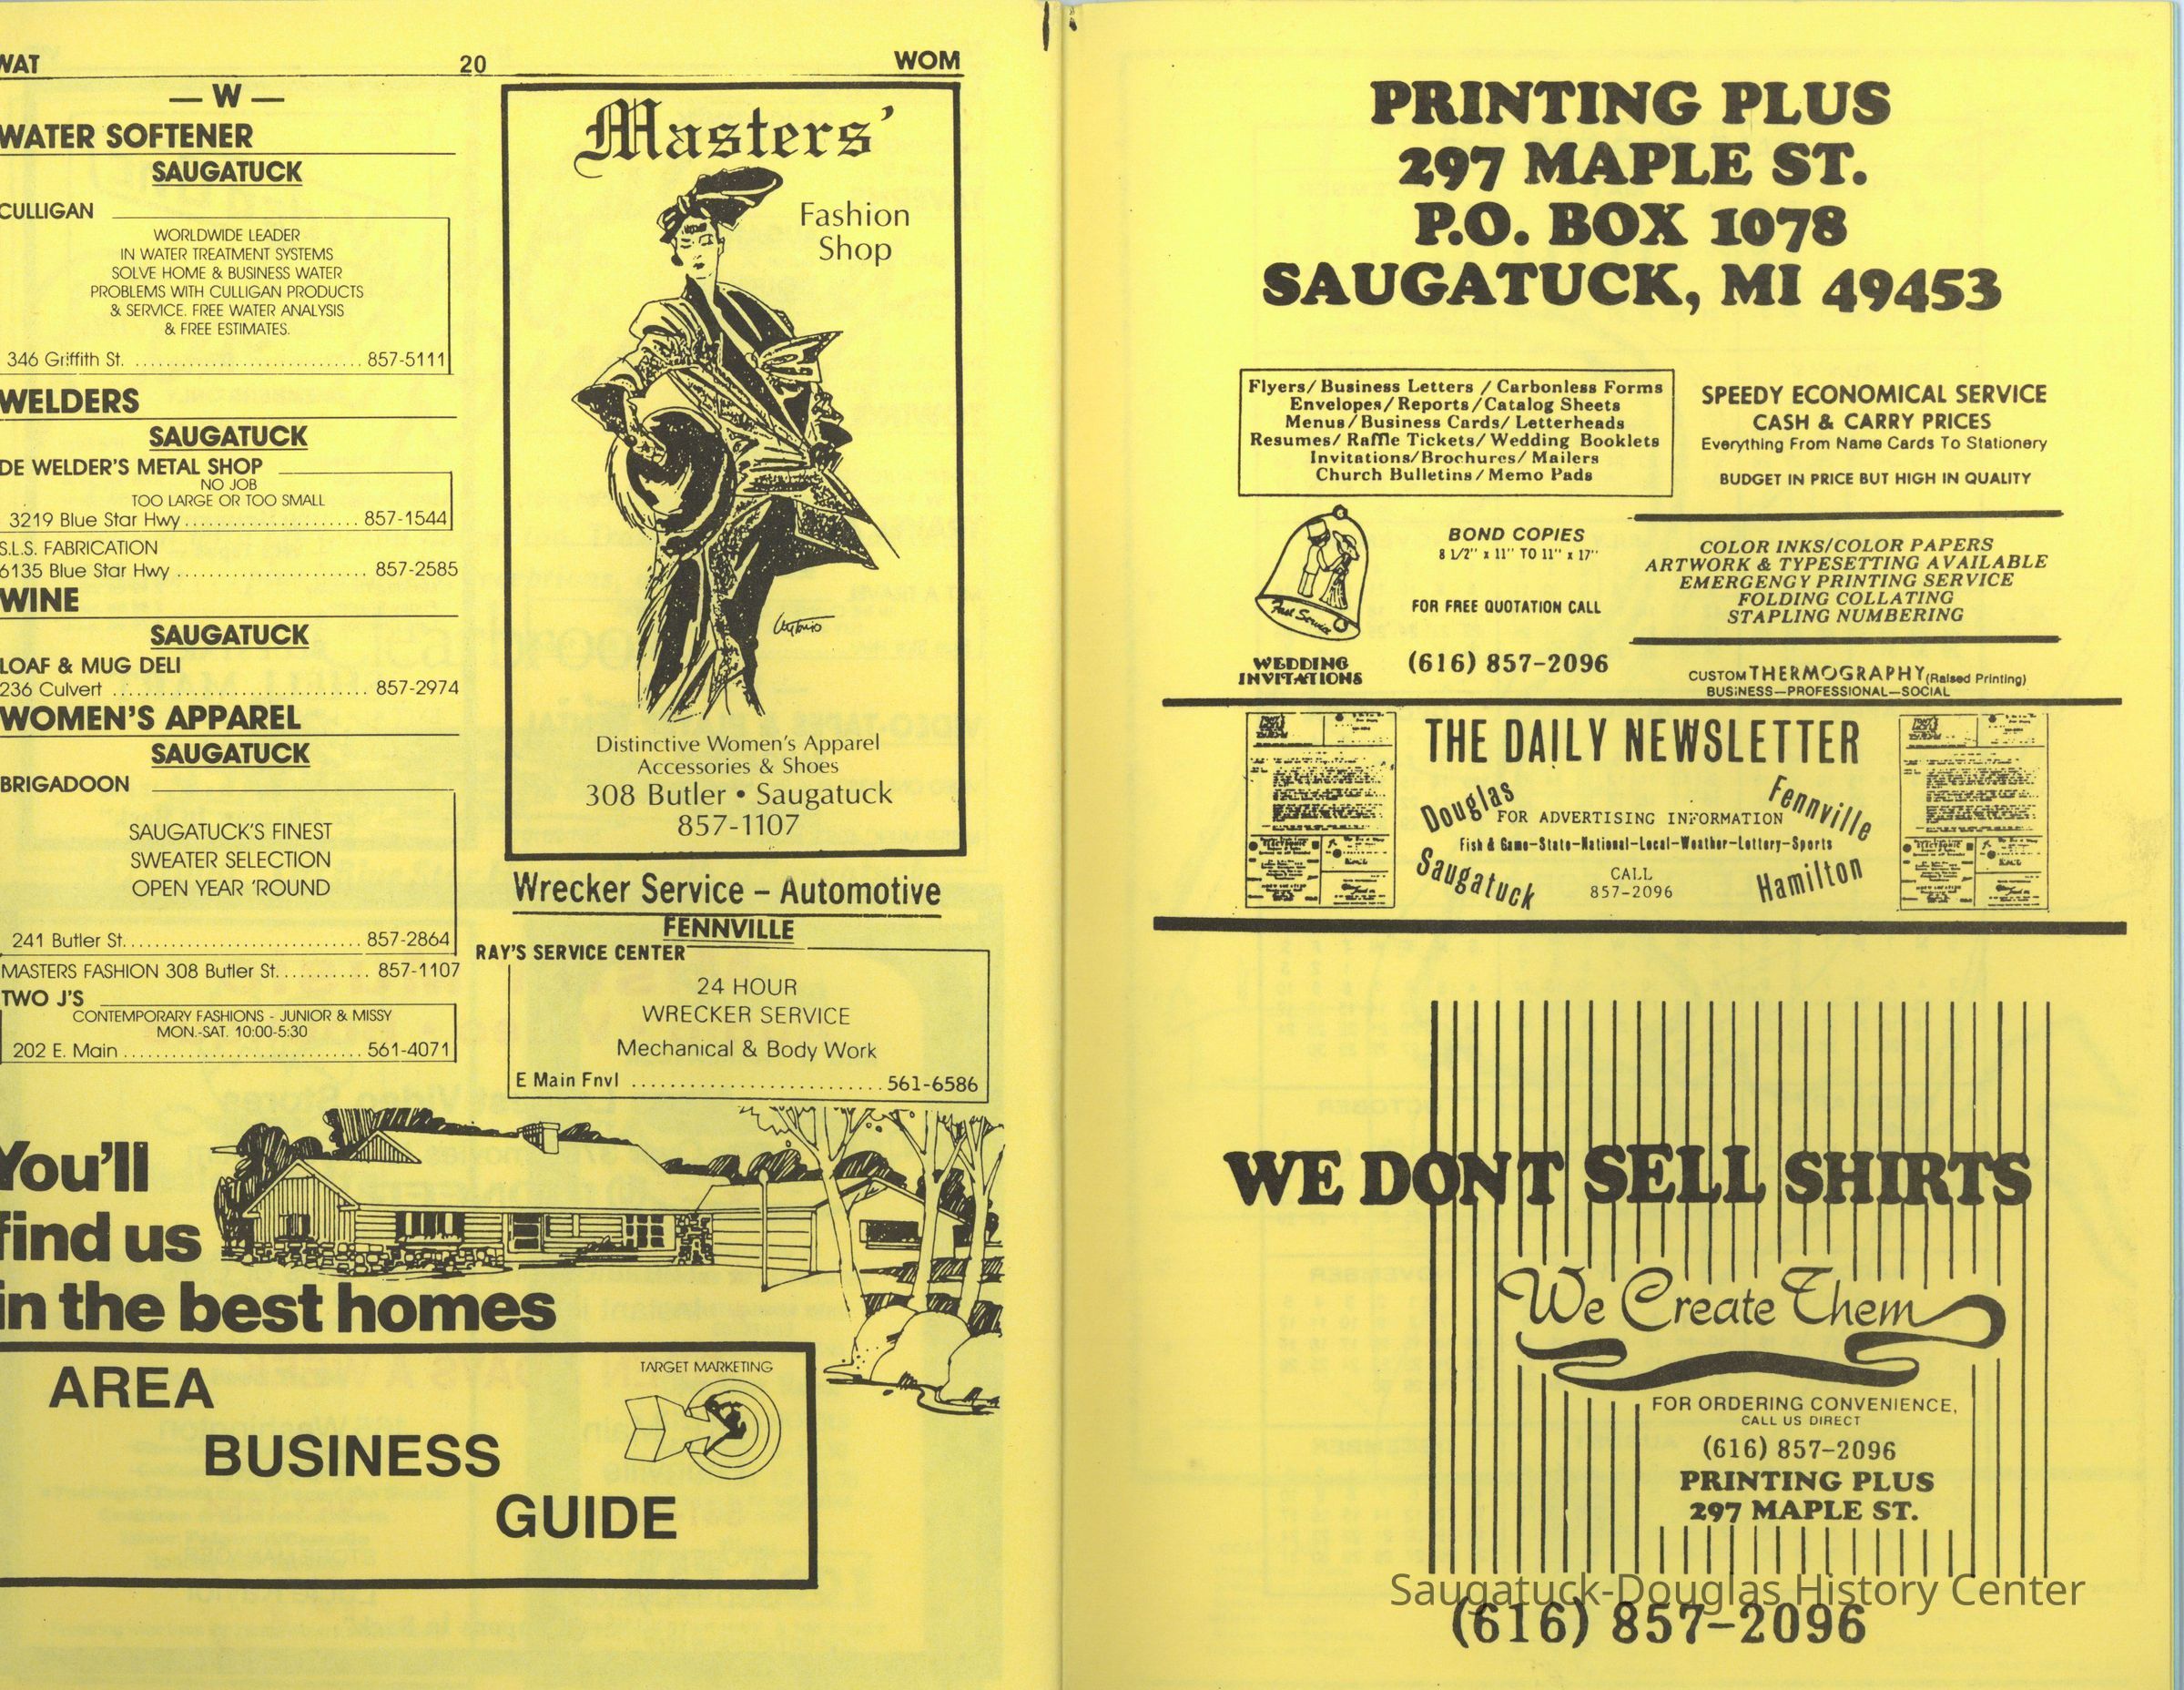 WAT 20 WOM
— W —
WATER SOFTENER
SAUGATUCK
CULLIGAN
WORLDWIDE LEADER
IN WATER TREATMENT SYSTEMS
SOLVE HOME & BUSINESS WATER
PROBLEMS WITH CULLIGAN PRODUCTS
& SERVICE. FREE WATER ANALYSIS
& FREE ESTIMATES.
346 Griffith St. .............................. 857-5111
WELDERS
SAUGATUCK
DE WELDER'S METAL SHOP
NO JOB
TOO LARGE OR TOO SMALL
3219 Blue Star Hwy ....................... 857-1544
S.L.S. FABRICATION
6135 Blue Star Hwy ........................ 857-2585
WINE
SAUGATUCK
LOAF & MUG DELI
236 Culvert ................................. 857-2974
WOMEN'S APPAREL
SAUGATUCK
BRIGADOON
SAUGATUCK'S FINEST
SWEATER SELECTION
OPEN YEAR 'ROUND
241 Butler St. .............................. 857-2864
MASTERS FASHION 308 Butler St. ........... 857-1107
TWO J'S
CONTEMPORARY FASHIONS - JUNIOR & MISSY
MON.-SAT. 10:00-5:30
202 E. Main ............................... 561-4071
Masters'
Fashion
Shop
Distinctive Women's Apparel
Accessories & Shoes
308 Butler • Saugatuck
857-1107
Wrecker Service – Automotive
FENNVILLE
RAY'S SERVICE CENTER
24 HOUR
WRECKER SERVICE
Mechanical & Body Work
E Main Fnvl .......................... 561-6586
You'll
find us
in the best homes
AREA
BUSINESS
GUIDE
TARGET MARKETING
PRINTING PLUS
297 MAPLE ST.
P.O. BOX 1078
SAUGATUCK, MI 49453
Flyers/Business Letters / Carbonless Forms
Envelopes/Reports/Catalog Sheets
Menus/Business Cards/ Letterheads
Resumes/ Raffle Tickets/Wedding Booklets
Invitations/Brochures/ Mailers
Church Bulletins/Memo Pads
SPEEDY ECONOMICAL SERVICE
CASH & CARRY PRICES
Everything From Name Cards To Stationery
BUDGET IN PRICE BUT HIGH IN QUALITY
Fast Service
WEDDING
INVITATIONS
BOND COPIES
8 1/2" x 11" TO 11" x 17"
FOR FREE QUOTATION CALL
(616) 857-2096
COLOR INKS/COLOR PAPERS
ARTWORK & TYPESETTING AVAILABLE
EMERGENCY PRINTING SERVICE
FOLDING COLLATING
STAPLING NUMBERING
CUSTOM THERMOGRAPHY (Raised Printing)
BUSINESS—PROFESSIONAL—SOCIAL
THE DAILY NEWSLETTER
Douglas Fennville
FOR ADVERTISING INFORMATION
Fish & Game-State-National-Local-Weather-Lottery-Sports
Saugatuck Hamilton
CALL
857-2096
WE DONT SELL SHIRTS
We Create Them
FOR ORDERING CONVENIENCE,
CALL US DIRECT
(616) 857-2096
PRINTING PLUS
297 MAPLE ST.
Saugatuck-Douglas History Center
(616) 857-2096